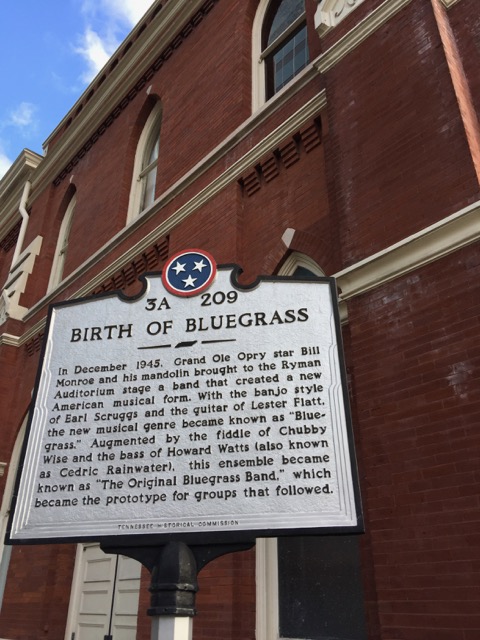 3A 209
BIRTH OF BLUEGRASS
In December 1945, Grand Ole Opry star Bill
Monroe and his mandolin brought to the Ryman
Auditorium stage a band that created a new
American musical form. With the banjo style
of Earl Scruggs and the guitar of Lester Flatt,
the new musical genre became known as "Blue-
grass." Augmented by the fiddle of Chubby
Wise and the bass of Howard Watts (also known
as Cedric Rainwater), this ensemble became
known as "The Original Bluegrass Band," which
became the prototype for groups that followed.
TENNESSEE HISTORICAL COMMISSION